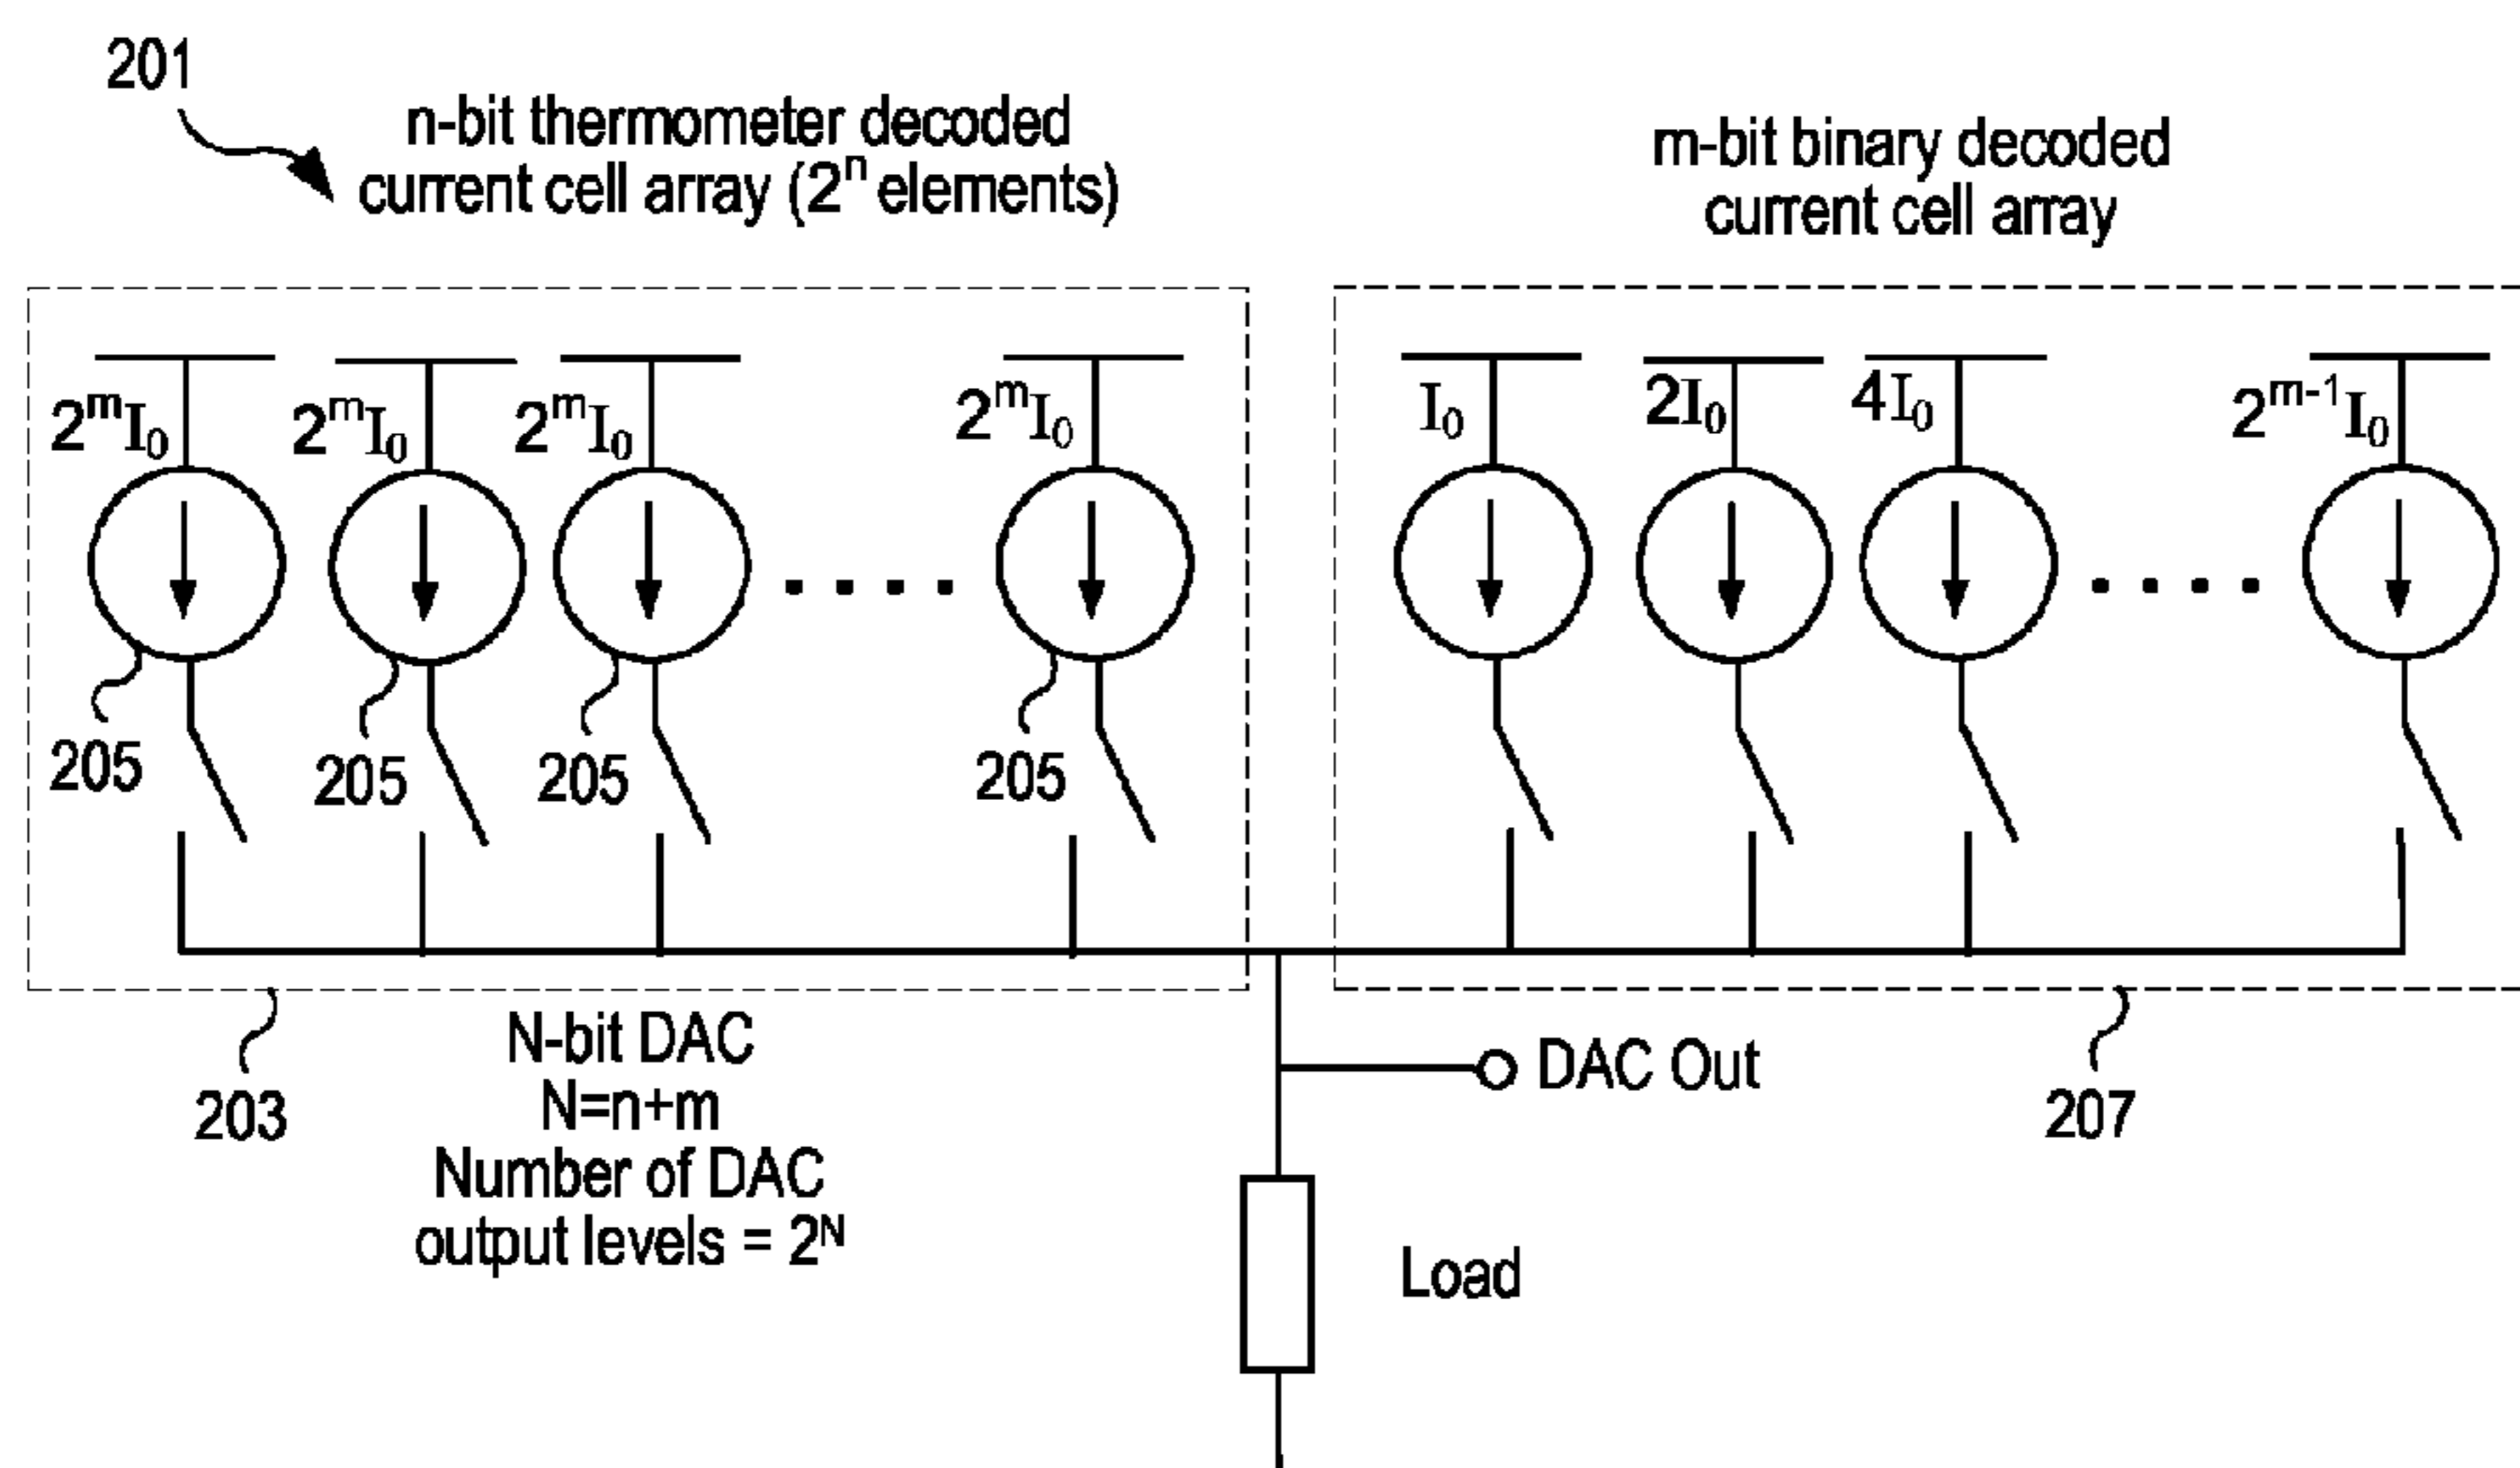 201
n-bit thermometer decoded
current cell array (2ⁿ elements)
m-bit binary decoded
current cell array
2ᵐI₀ 2ᵐI₀ 2ᵐI₀ 2ᵐI₀ I₀ 2I₀ 4I₀ 2ᵐ⁻¹I₀
205 205 205 205
203
N-bit DAC
N=n+m
Number of DAC
output levels = 2ᴺ
DAC Out
207
Load